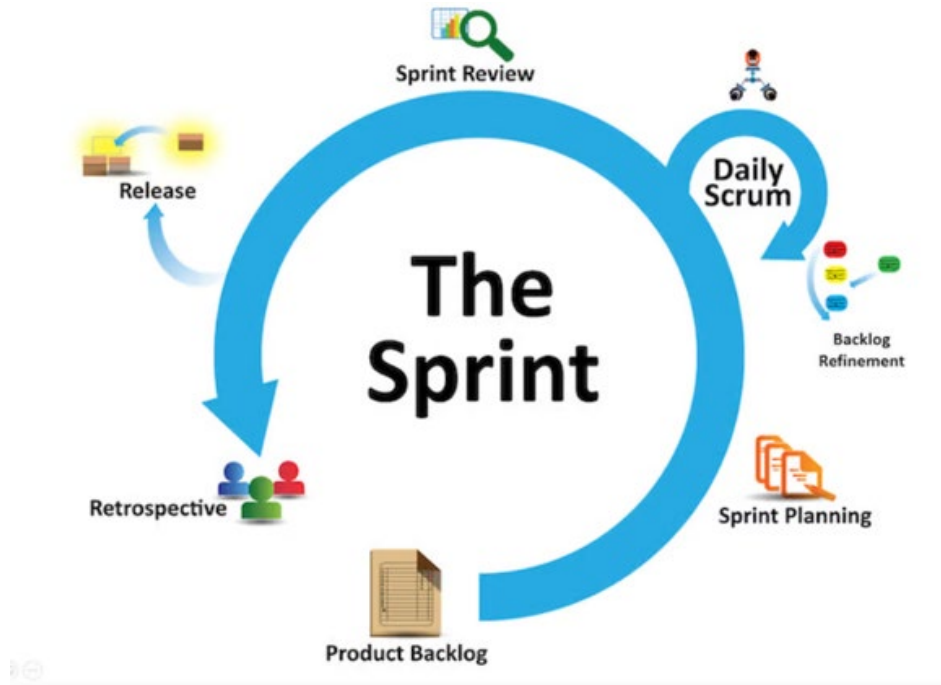 Sprint Review
Release
Daily
Scrum
The
Sprint
Backlog
Refinement
Retrospective
Sprint Planning
Product Backlog